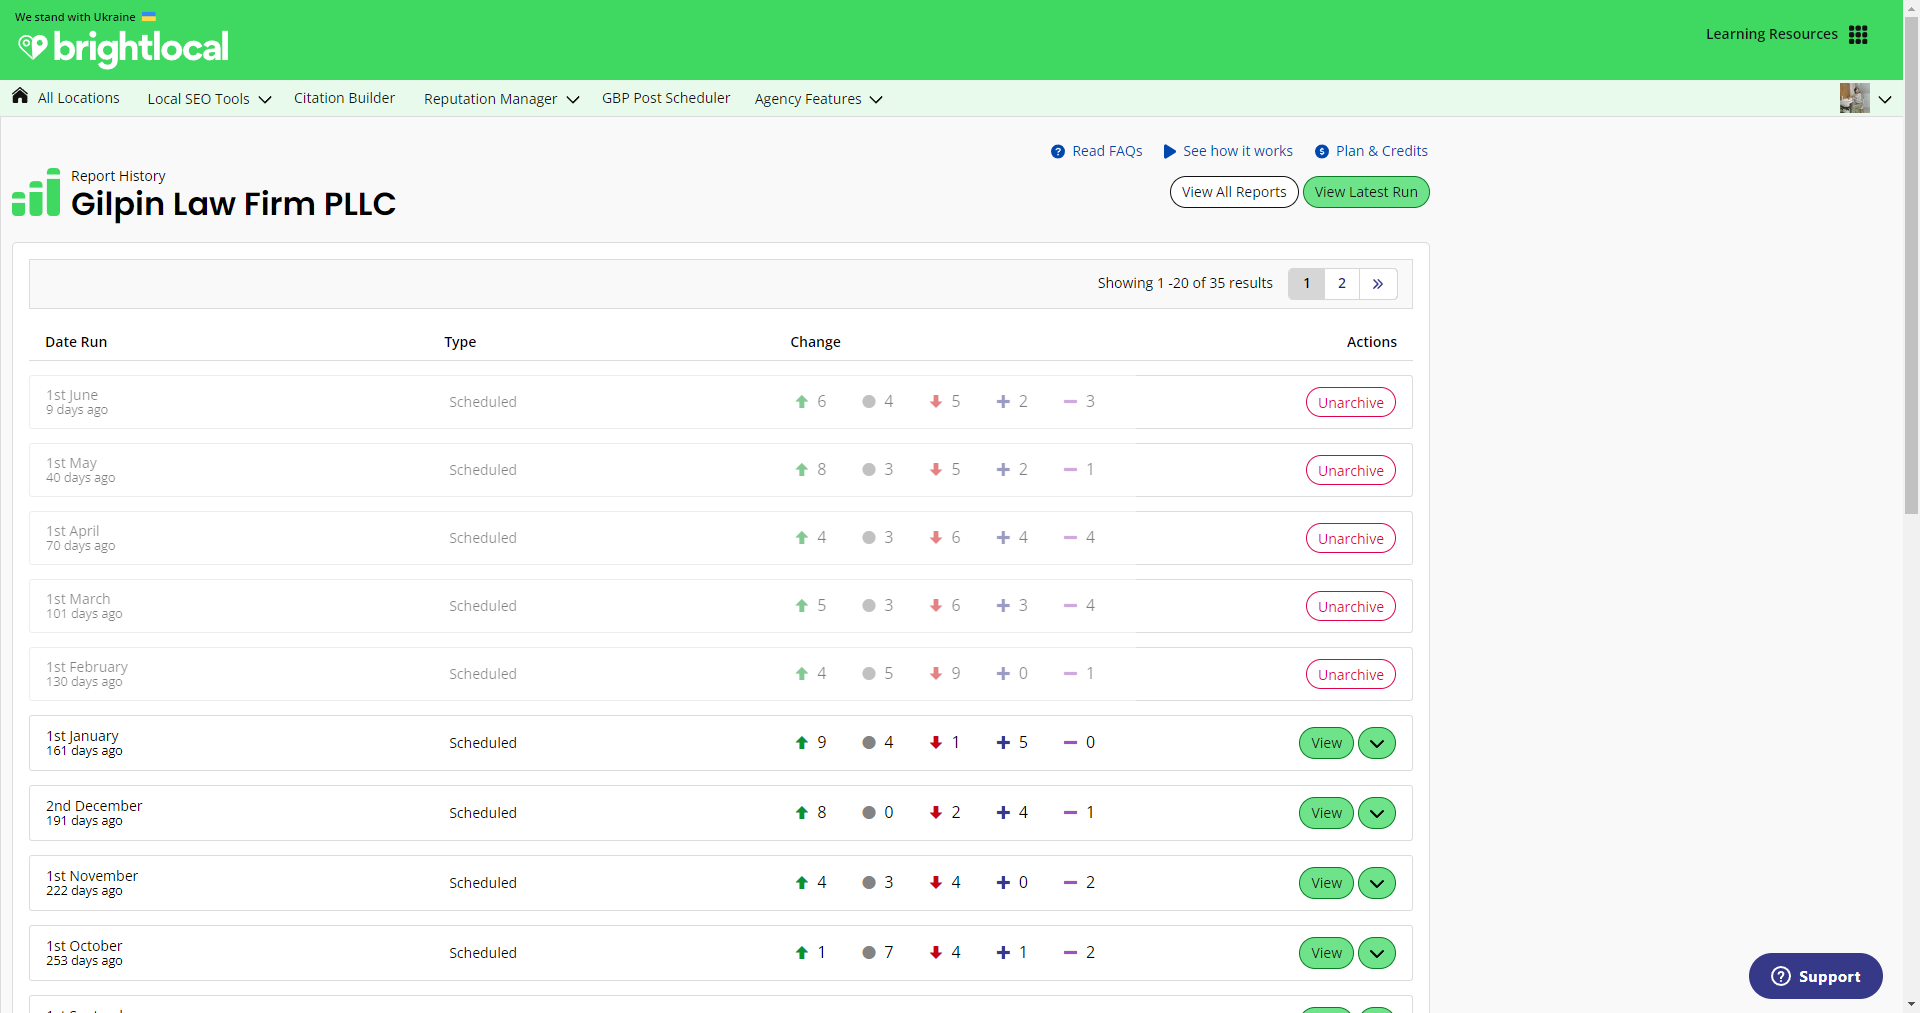 We stand with Ukraine
brightlocal
Learning Resources
All Locations Local SEO Tools Citation Builder Reputation Manager GBP Post Scheduler Agency Features
Read FAQs See how it works Plan & Credits
Report History
Gilpin Law Firm PLLC
View All Reports View Latest Run
Showing 1 -20 of 35 results 1 2 »
Date Run Type Change Actions
1st June
9 days ago
Scheduled 6 4 5 2 3 Unarchive
1st May
40 days ago
Scheduled 8 3 5 2 1 Unarchive
1st April
70 days ago
Scheduled 4 3 6 4 4 Unarchive
1st March
101 days ago
Scheduled 5 3 6 3 4 Unarchive
1st February
130 days ago
Scheduled 4 5 9 0 1 Unarchive
1st January
161 days ago
Scheduled 9 4 1 5 0 View
2nd December
191 days ago
Scheduled 8 0 2 4 1 View
1st November
222 days ago
Scheduled 4 3 4 0 2 View
1st October
253 days ago
Scheduled 1 7 4 1 2 View
Support